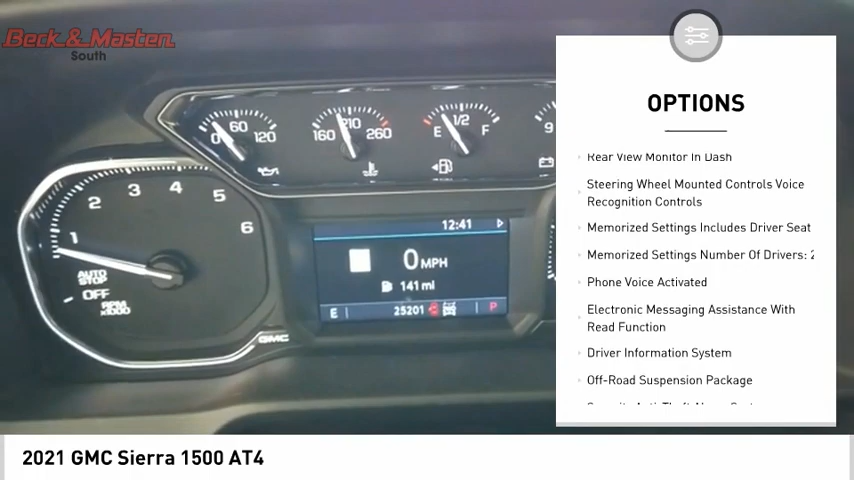 Beck & Masten
South
0 60 120
160 210 260
E 1/2 F
9
1 2 3 4 5 6
AUTO
STOP
OFF
RPM
x1000
GMC
12:41
0 MPH
141 mi
E 25201 P
OPTIONS
Rear View Monitor In Dash
Steering Wheel Mounted Controls Voice
Recognition Controls
Memorized Settings Includes Driver Seat
Memorized Settings Number Of Drivers: 2
Phone Voice Activated
Electronic Messaging Assistance With
Read Function
Driver Information System
Off-Road Suspension Package
2021 GMC Sierra 1500 AT4